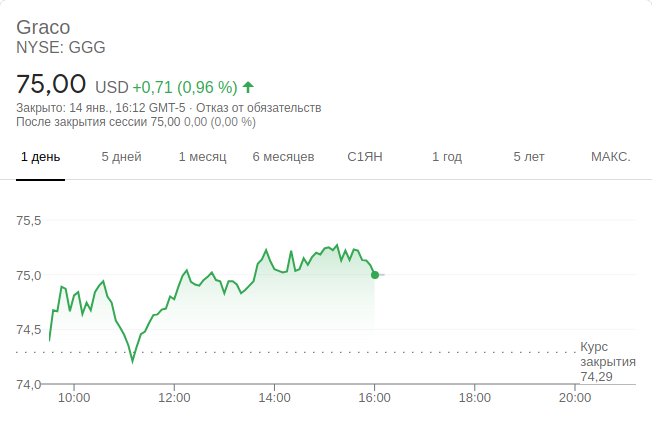 Graco
NYSE: GGG
75,00 USD +0,71 (0,96 %)
Закрыто: 14 янв., 16:12 GMT-5 · Отказ от обязательств
После закрытия сессии 75,00 0,00 (0,00 %)
1 день 5 дней 1 месяц 6 месяцев С1ЯН 1 год 5 лет МАКС.
75,5
75,0
74,5
Курс
закрытия
74,29
74,0
10:00 12:00 14:00 16:00 18:00 20:00